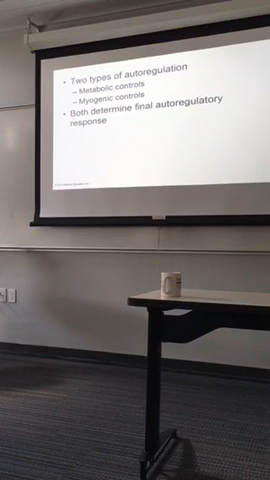 • Two types of autoregulation
– Metabolic controls
– Myogenic controls
• Both determine final autoregulatory
response